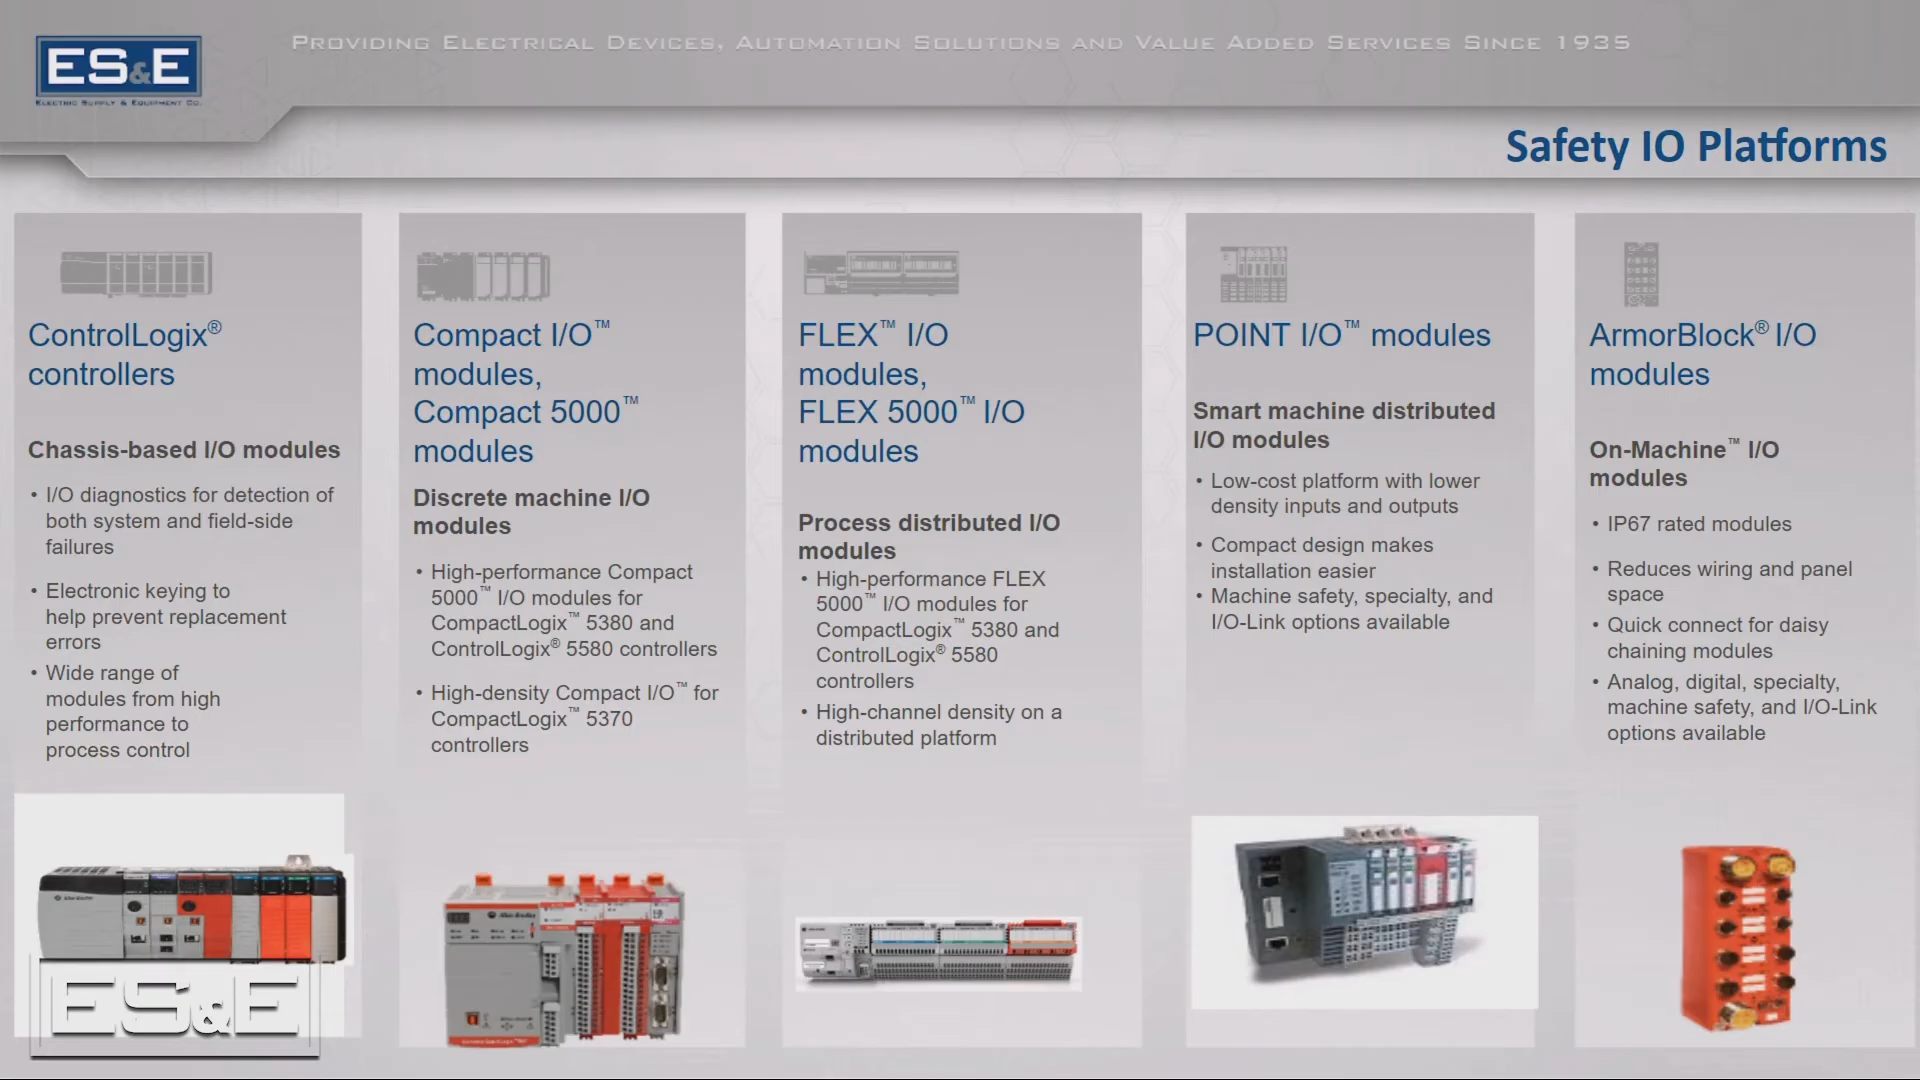 ES&E
ELECTRIC SUPPLY & EQUIPMENT CO.
PROVIDING ELECTRICAL DEVICES, AUTOMATION SOLUTIONS AND VALUE ADDED SERVICES SINCE 1935
Safety IO Platforms
ControlLogix®
controllers
Chassis-based I/O modules
• I/O diagnostics for detection of
both system and field-side
failures
• Electronic keying to
help prevent replacement
errors
• Wide range of
modules from high
performance to
process control
Compact I/O™
modules,
Compact 5000™
modules
Discrete machine I/O
modules
• High-performance Compact
5000™ I/O modules for
CompactLogix™ 5380 and
ControlLogix® 5580 controllers
• High-density Compact I/O™ for
CompactLogix™ 5370
controllers
FLEX™ I/O
modules,
FLEX 5000™ I/O
modules
Process distributed I/O
modules
• High-performance FLEX
5000™ I/O modules for
CompactLogix™ 5380 and
ControlLogix® 5580
controllers
• High-channel density on a
distributed platform
POINT I/O™ modules
Smart machine distributed
I/O modules
• Low-cost platform with lower
density inputs and outputs
• Compact design makes
installation easier
• Machine safety, specialty, and
I/O-Link options available
ArmorBlock® I/O
modules
On-Machine™ I/O
modules
• IP67 rated modules
• Reduces wiring and panel
space
• Quick connect for daisy
chaining modules
• Analog, digital, specialty,
machine safety, and I/O-Link
options available
Allen-Bradley
ES&E